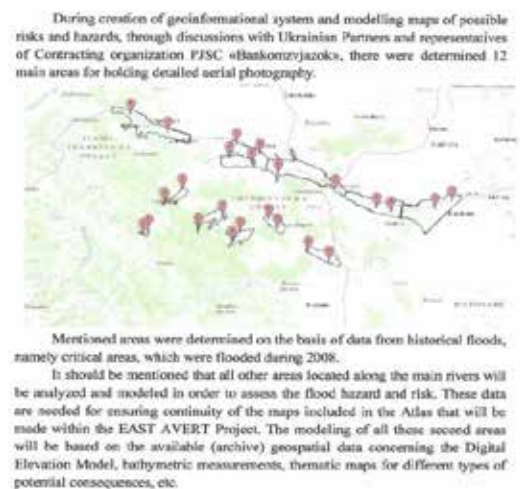 During creation of geoinformational system and modelling maps of possible
risks and hazards, through discussions with Ukrainian Partners and representatives
of Contracting organization PJSC «Bankomzvjazok», there were determined 12
main areas for holding detailed aerial photography.
Mentioned areas were determined on the basis of data from historical floods,
namely critical areas, which were flooded during 2008.
It should be mentioned that all other areas located along the main rivers will
be analyzed and modeled in order to assess the flood hazard and risk. These data
are needed for ensuring continuity of the maps included in the Atlas that will be
made within the EAST AVERT Project. The modeling of all those second areas
will be based on the available (archive) geospatial data concerning the Digital
Elevation Model, bathymetric measurements, thematic maps for different types of
potential consequences, etc.